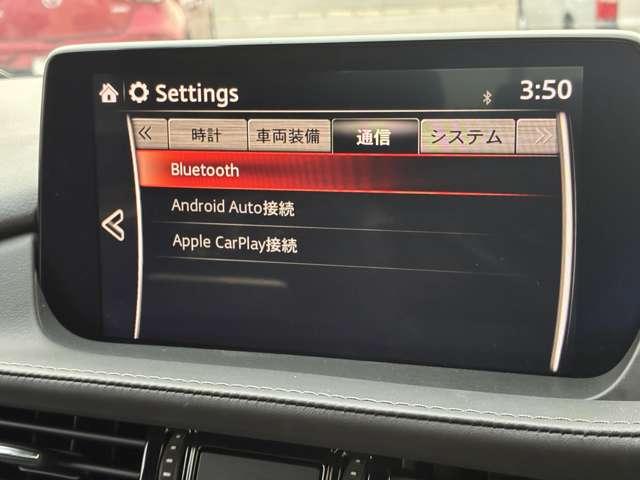 Settings
3:50
時計 車両装備 通信 システム
Bluetooth
Android Auto接続
Apple CarPlay接続